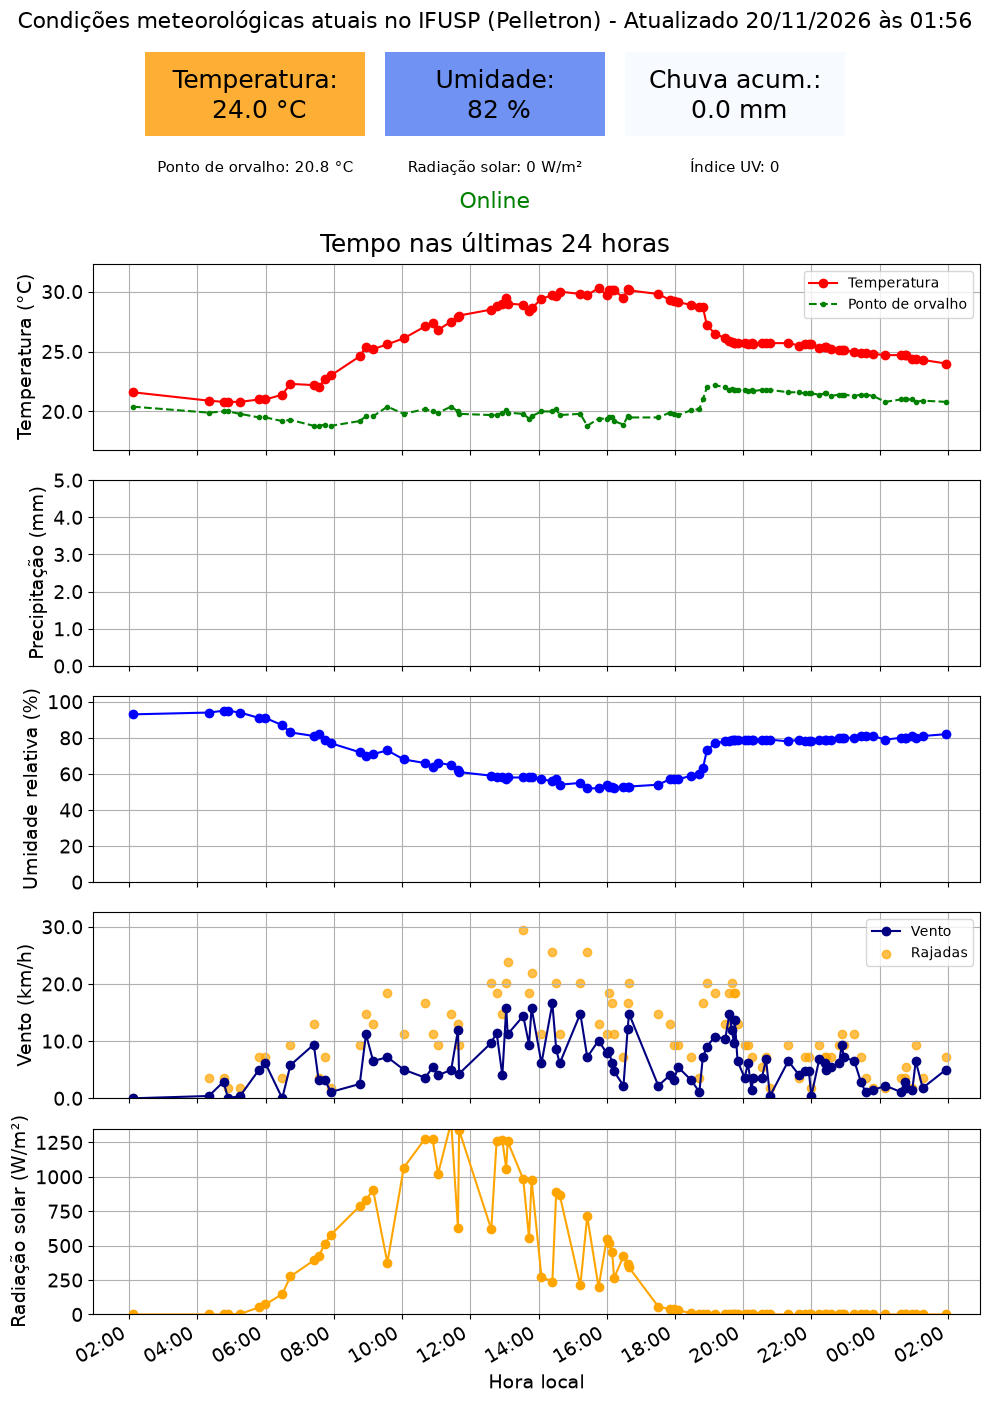 Condições meteorológicas atuais no IFUSP (Pelletron) - Atualizado 20/11/2026 às 01:56
Temperatura:
24.0 °C
Umidade:
82 %
Chuva acum.:
0.0 mm
Ponto de orvalho: 20.8 °C
Radiação solar: 0 W/m²
Índice UV: 0
Online
Tempo nas últimas 24 horas
Temperatura (°C)
30.0
25.0
20.0
Temperatura
Ponto de orvalho
Precipitação (mm)
5.0
4.0
3.0
2.0
1.0
0.0
Umidade relativa (%)
100
80
60
40
20
0
Vento (km/h)
30.0
20.0
10.0
0.0
Vento
Rajadas
Radiação solar (W/m²)
1250
1000
750
500
250
0
02:00
04:00
06:00
08:00
10:00
12:00
14:00
16:00
18:00
20:00
22:00
00:00
02:00
Hora local